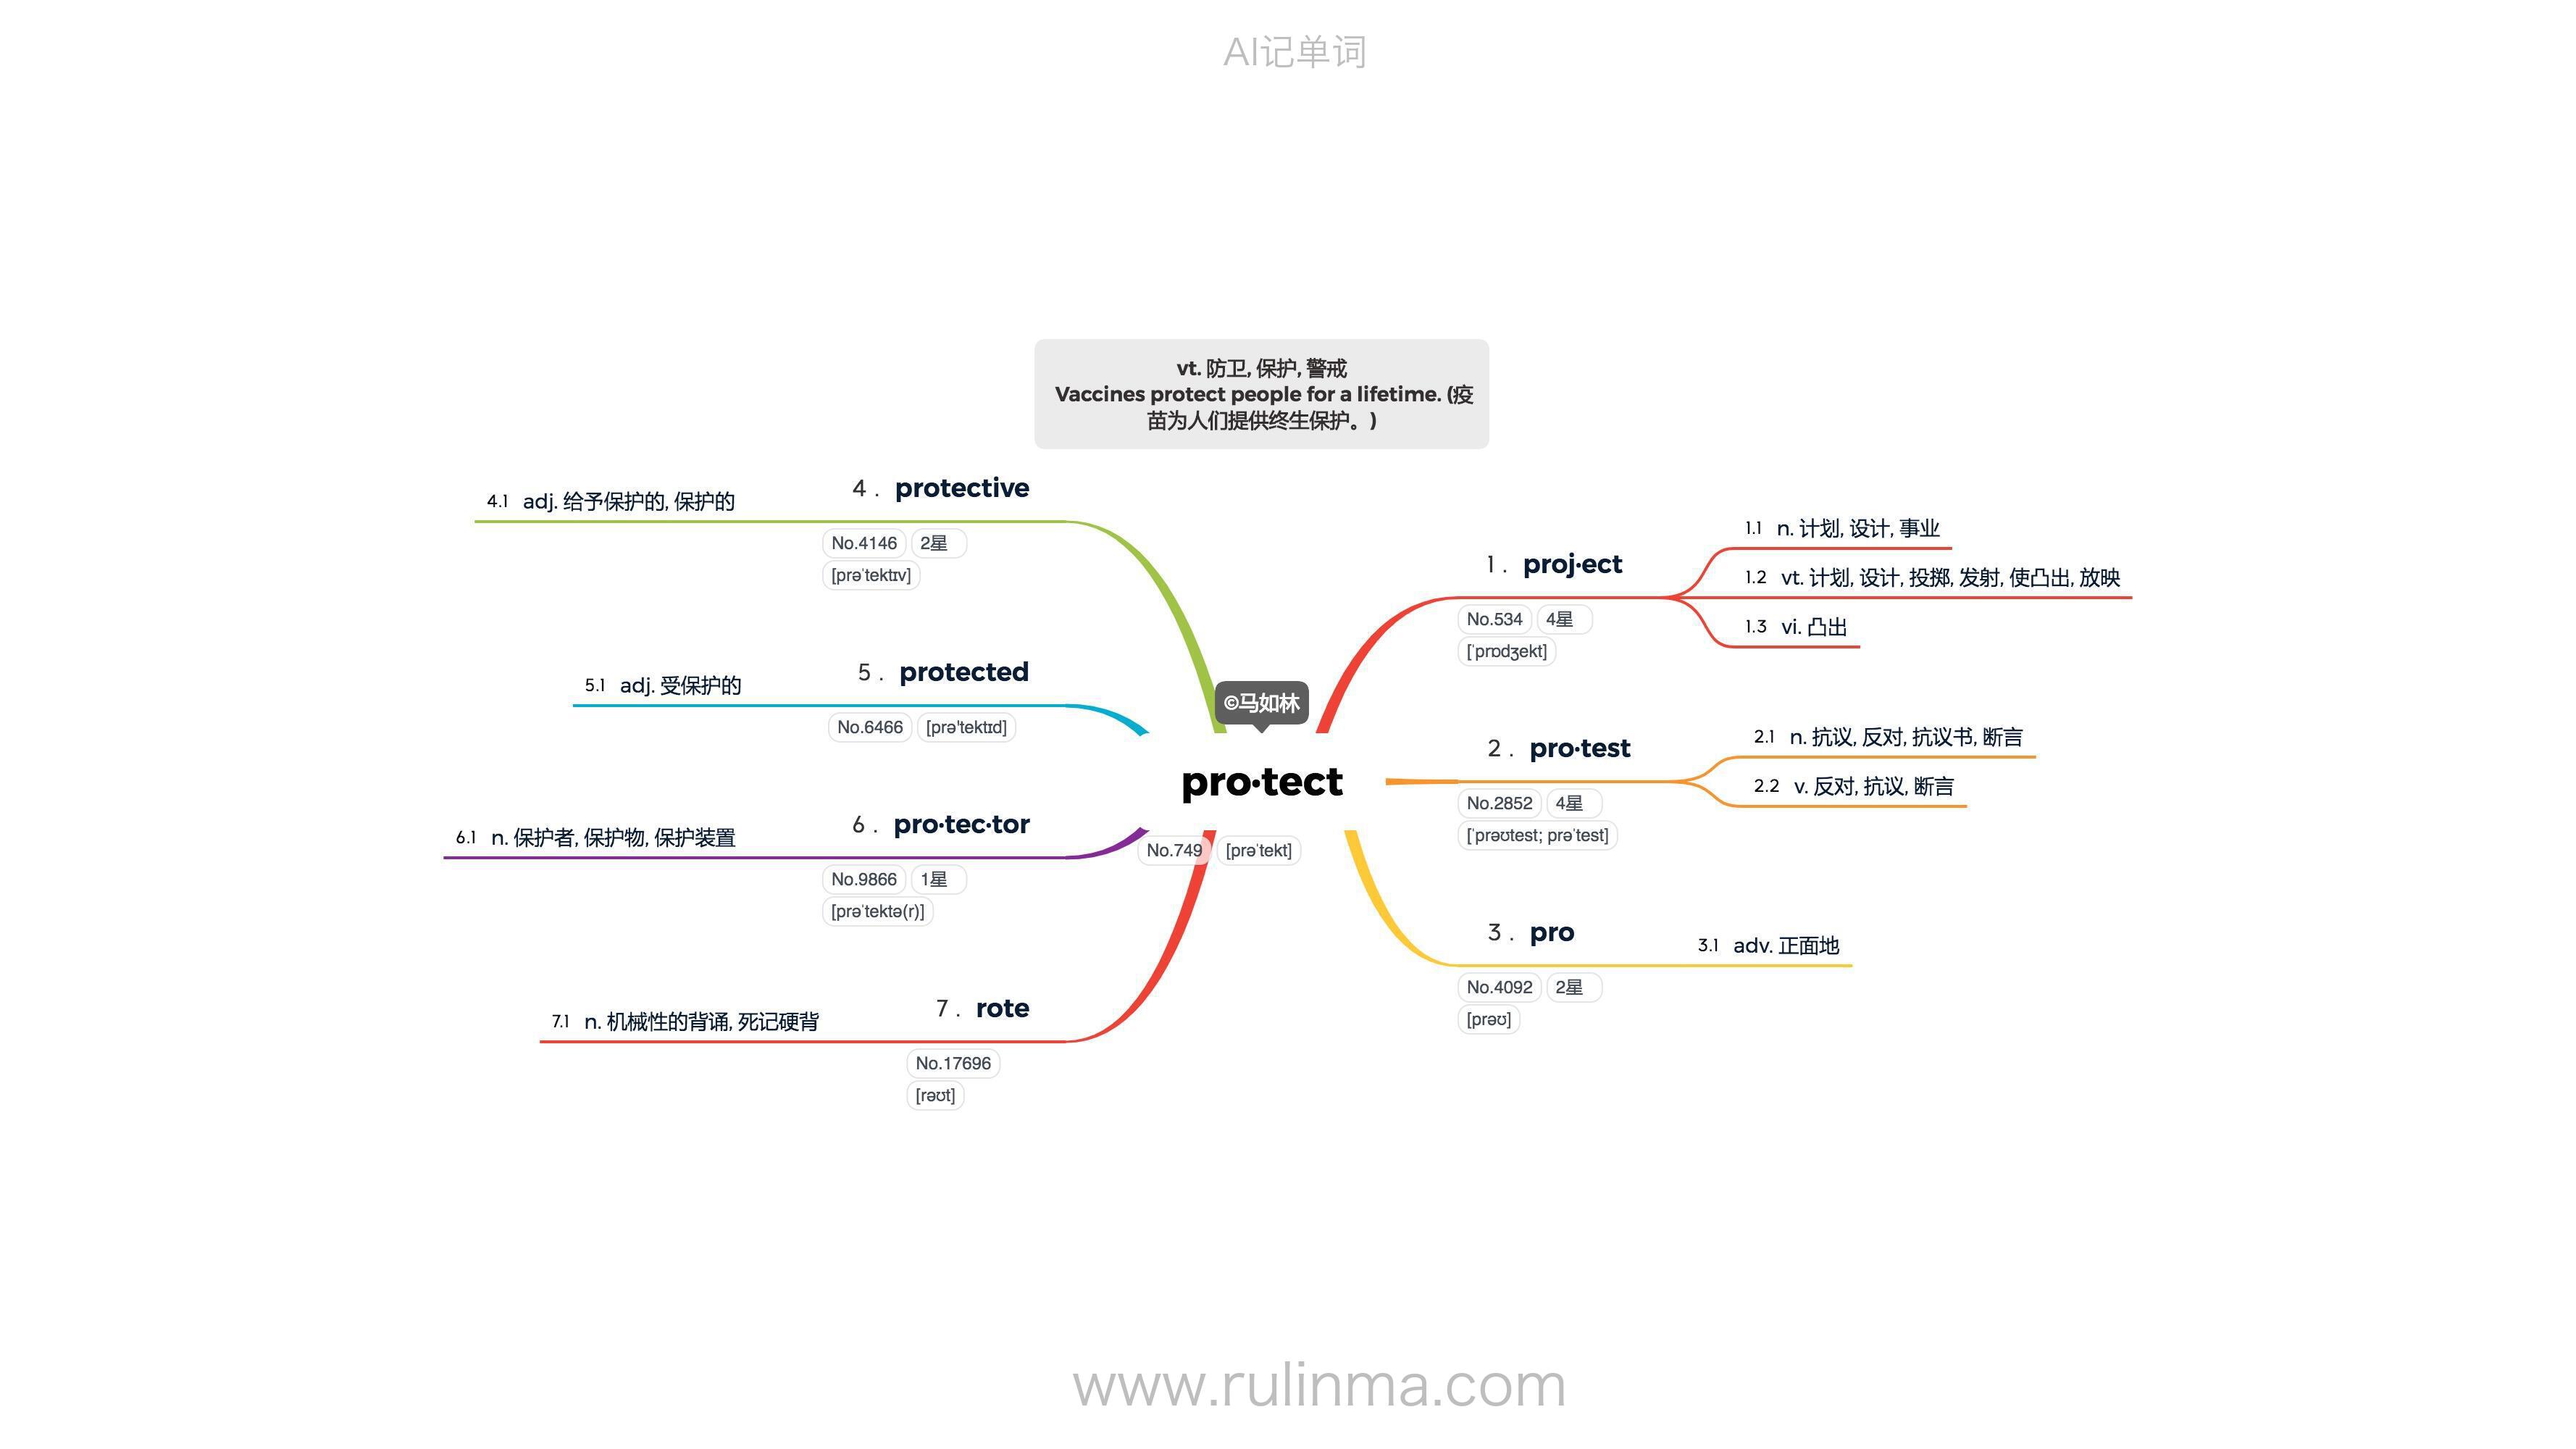 AI记单词
vt. 防卫, 保护, 警戒
Vaccines protect people for a lifetime. (疫
苗为人们提供终生保护。)
©马如林
pro·tect
No.749 [prəˈtekt]
1 . proj·ect
No.534 4星
[ˈprɒdʒekt]
1.1 n. 计划, 设计, 事业
1.2 vt. 计划, 设计, 投掷, 发射, 使凸出, 放映
1.3 vi. 凸出
2 . pro·test
No.2852 4星
[ˈprəʊtest; prəˈtest]
2.1 n. 抗议, 反对, 抗议书, 断言
2.2 v. 反对, 抗议, 断言
3 . pro
No.4092 2星
[prəʊ]
3.1 adv. 正面地
4 . protective
No.4146 2星
[prəˈtektɪv]
4.1 adj. 给予保护的, 保护的
5 . protected
No.6466 [prə'tektɪd]
5.1 adj. 受保护的
6 . pro·tec·tor
No.9866 1星
[prəˈtektə(r)]
6.1 n. 保护者, 保护物, 保护装置
7 . rote
No.17696
[rəʊt]
7.1 n. 机械性的背诵, 死记硬背
www.rulinma.com